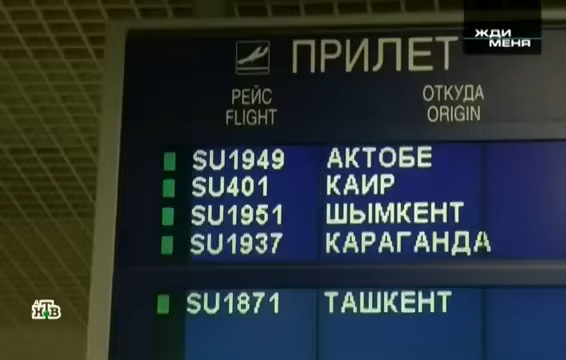 ЖДИ
МЕНЯ
ПРИЛЕТ
РЕЙС ОТКУДА
FLIGHT ORIGIN
SU1949 АКТОБЕ
SU401 КАИР
SU1951 ШЫМКЕНТ
SU1937 КАРАГАНДА
SU1871 ТАШКЕНТ
НТВ